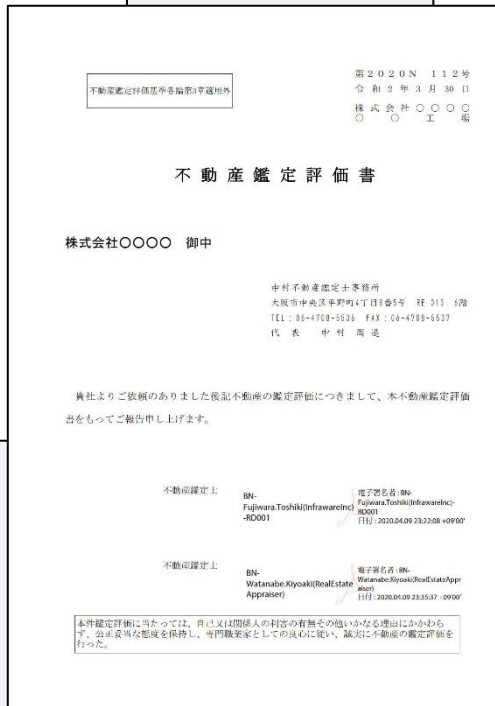 不動産鑑定評価基準各論第3章適用外
第2020N 112号
令和2年3月30日
株式会社〇〇〇〇
〇 〇 工 場
不動産鑑定評価書
株式会社〇〇〇〇 御中
中村不動産鑑定士事務所
大阪市中央区平野町4丁目8番5号 RE 013 6階
TEL:06-4708-5536 FAX:06-4708-5537
代 表 中 村 周 造
貴社よりご依頼のありました後記不動産の鑑定評価につきまして、本不動産鑑定評価
書をもってご報告申し上げます。
不動産鑑定士
BN-
Fujiwara.Toshiki(InfrawareInc)
-RD001
電子署名者:BN-
Fujiwara.Toshiki(InfrawareInc)-
RD001
日付:2020.04.09 23:22:08 +09'00'
不動産鑑定士
BN-
Watanabe.Kiyoaki(RealEstate
Appraiser)
電子署名者:BN-
Watanabe.Kiyoaki(RealEstateAppr
aiser)
日付:2020.04.09 23:35:37 +09'00'
本件鑑定評価に当たっては、自己又は関係人の利害の有無その他いかなる理由にかかわら
ず、公正妥当な態度を保持し、専門職業家としての良心に従い、誠実に不動産の鑑定評価を
行った。